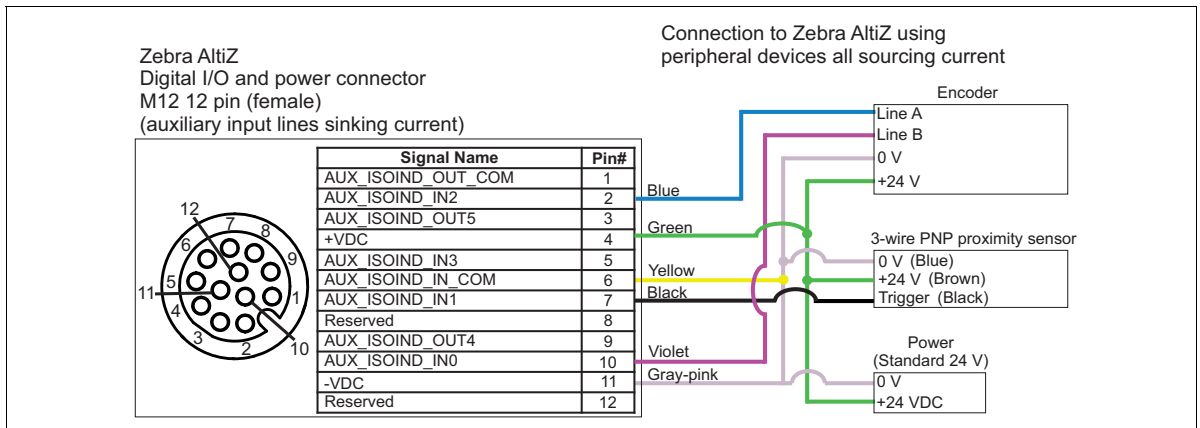 Zebra AltiZ
Digital I/O and power connector
M12 12 pin (female)
(auxiliary input lines sinking current)
Connection to Zebra AltiZ using
peripheral devices all sourcing current
Signal Name Pin#
AUX_ISOIND_OUT_COM 1
AUX_ISOIND_IN2 2
AUX_ISOIND_OUT5 3
+VDC 4
AUX_ISOIND_IN3 5
AUX_ISOIND_IN_COM 6
AUX_ISOIND_IN1 7
Reserved 8
AUX_ISOIND_OUT4 9
AUX_ISOIND_IN0 10
-VDC 11
Reserved 12
12
7
8
6
9
5
11
1
4
3
2
10
Blue
Green
Yellow
Black
Violet
Gray-pink
Encoder
Line A
Line B
0 V
+24 V
3-wire PNP proximity sensor
0 V (Blue)
+24 V (Brown)
Trigger (Black)
Power
(Standard 24 V)
0 V
+24 VDC